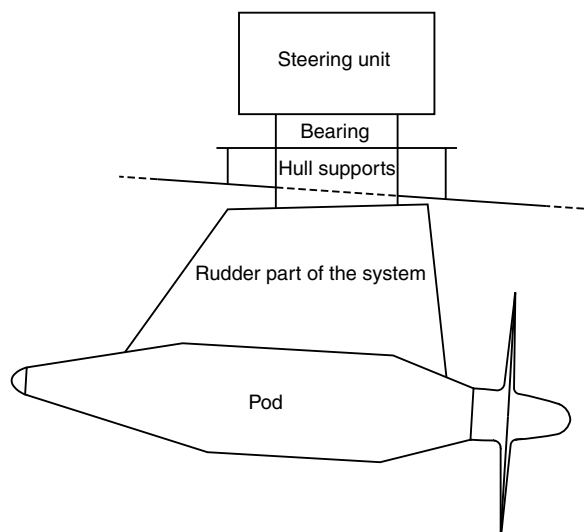 Steering unit
Bearing
Hull supports
Rudder part of the system
Pod